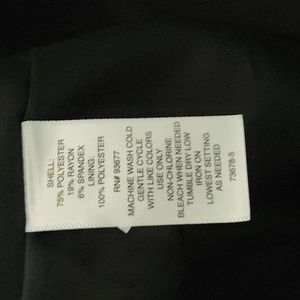 SHELL:
75% POLYESTER
19% RAYON
6% SPANDEX
LINING:
100% POLYESTER
RN# 93677
MACHINE WASH COLD
GENTLE CYCLE
WITH LIKE COLORS
USE ONLY
NON-CHLORINE
BLEACH WHEN NEEDED
TUMBLE DRY LOW
IRON ON
LOWEST SETTING
AS NEEDED
73678-5